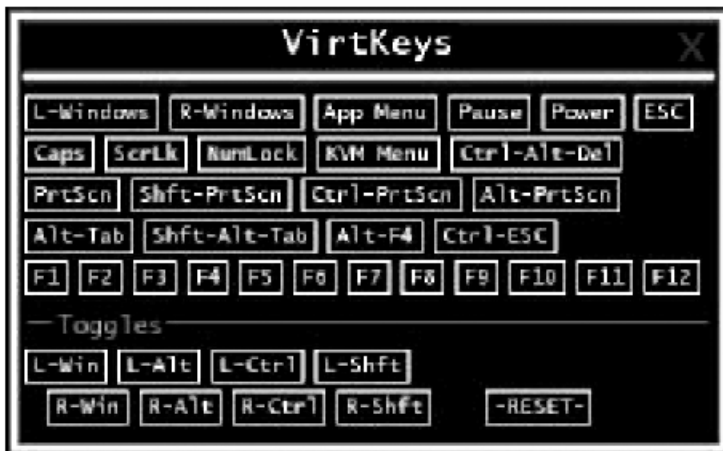 VirtKeys X
L-Windows R-Windows App Menu Pause Power ESC
Caps ScrLk NumLock KVM Menu Ctrl-Alt-Del
PrtScn Shft-PrtScn Ctrl-PrtScn Alt-PrtScn
Alt-Tab Shft-Alt-Tab Alt-F4 Ctrl-ESC
F1 F2 F3 F4 F5 F6 F7 F8 F9 F10 F11 F12
Toggles
L-Win L-Alt L-Ctrl L-Shft
R-Win R-Alt R-Ctrl R-Shft -RESET-